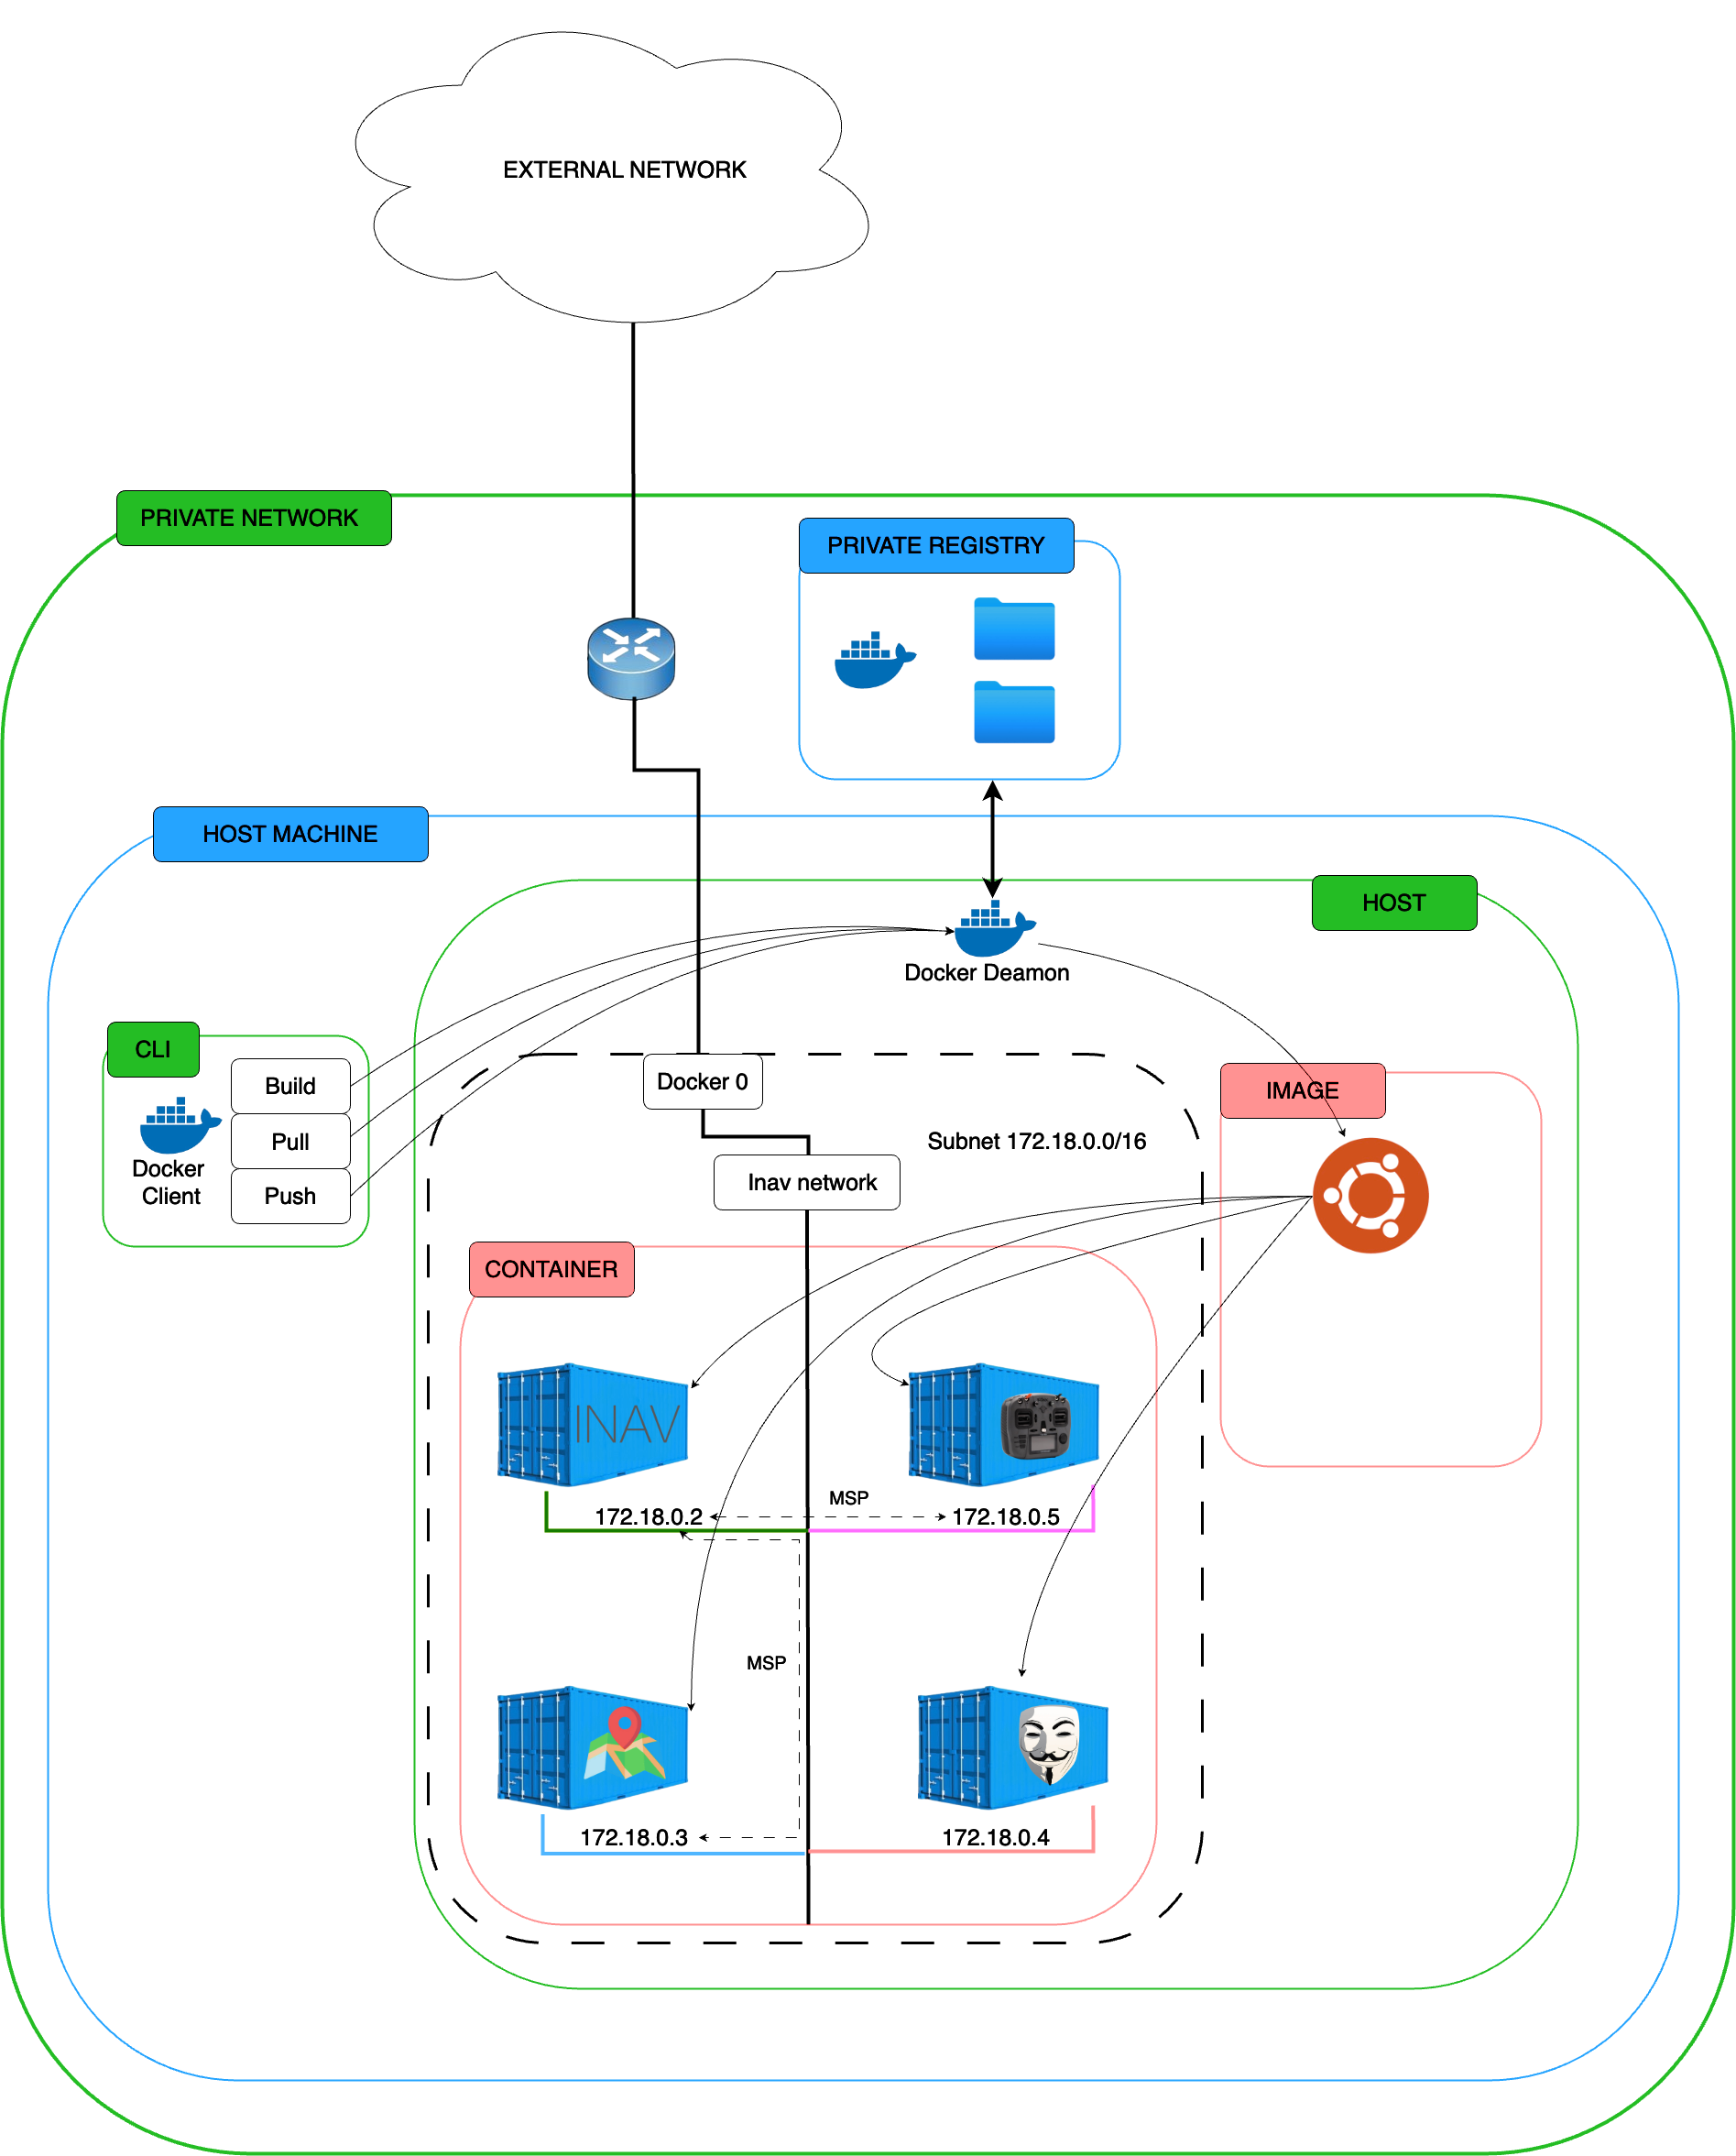 EXTERNAL NETWORK
PRIVATE NETWORK
PRIVATE REGISTRY
HOST MACHINE
HOST
Docker Deamon
CLI
Build
Pull
Push
Docker
Client
Docker 0
IMAGE
Subnet 172.18.0.0/16
Inav network
CONTAINER
INAV
MSP
172.18.0.2
172.18.0.5
MSP
172.18.0.3
172.18.0.4